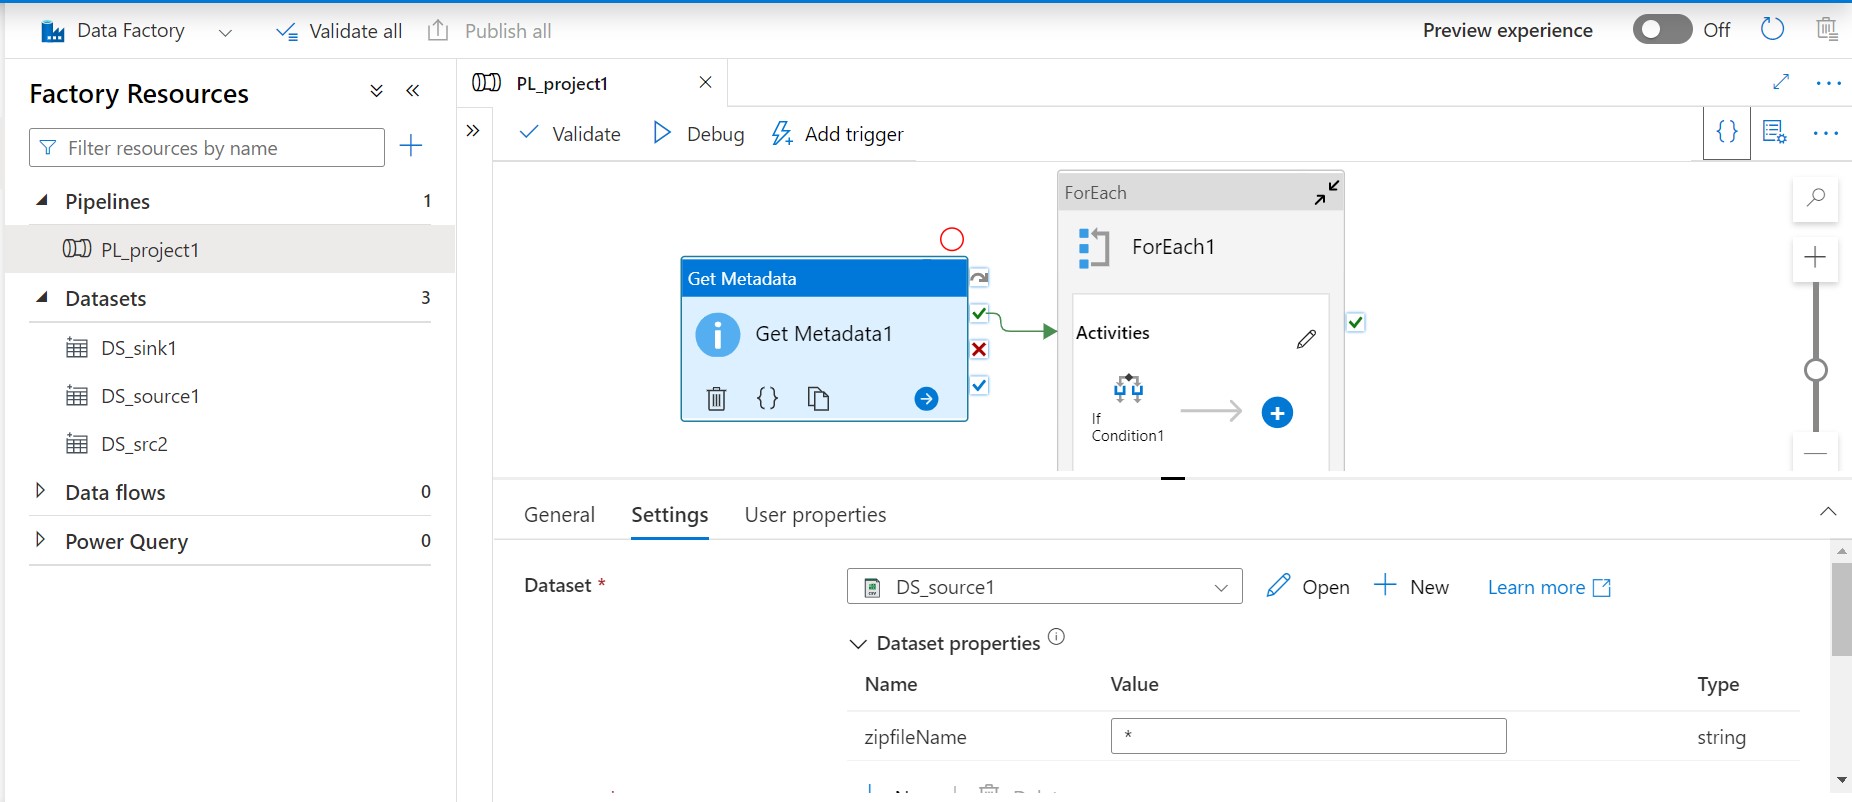 Data Factory
Validate all
Publish all
Preview experience
Off
Factory Resources
Filter resources by name
Pipelines 1
PL_project1
Datasets 3
DS_sink1
DS_source1
DS_src2
Data flows 0
Power Query 0
PL_project1
Validate
Debug
Add trigger
Get Metadata
Get Metadata1
ForEach
ForEach1
Activities
If
Condition1
General
Settings
User properties
Dataset *
DS_source1
Open
New
Learn more
Dataset properties
Name Value Type
zipfileName * string